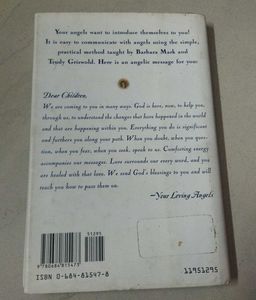 Your angels want to introduce themselves to you!
It is easy to communicate with angels using the simple,
practical method taught by Barbara Mark and
Trudy Griswold. Here is an angelic message for you:
Dear Children,
We are coming to you in many ways. God is here, now, to help you,
through us, to understand the changes that have happened in the world
and that are happening within you. Everything you do is significant
and furthers you along your path. When you doubt, when you ques-
tion, when you fear, when you seek, speak to us. Comforting energy
accompanies our messages. Love surrounds our every word, and you
are healed that love. We send God's blessings to you and will
reach you how to pass them on.
—Your Loving Angels
51295
9 780684 815473
ISBN 0-684-81547-8
11951295